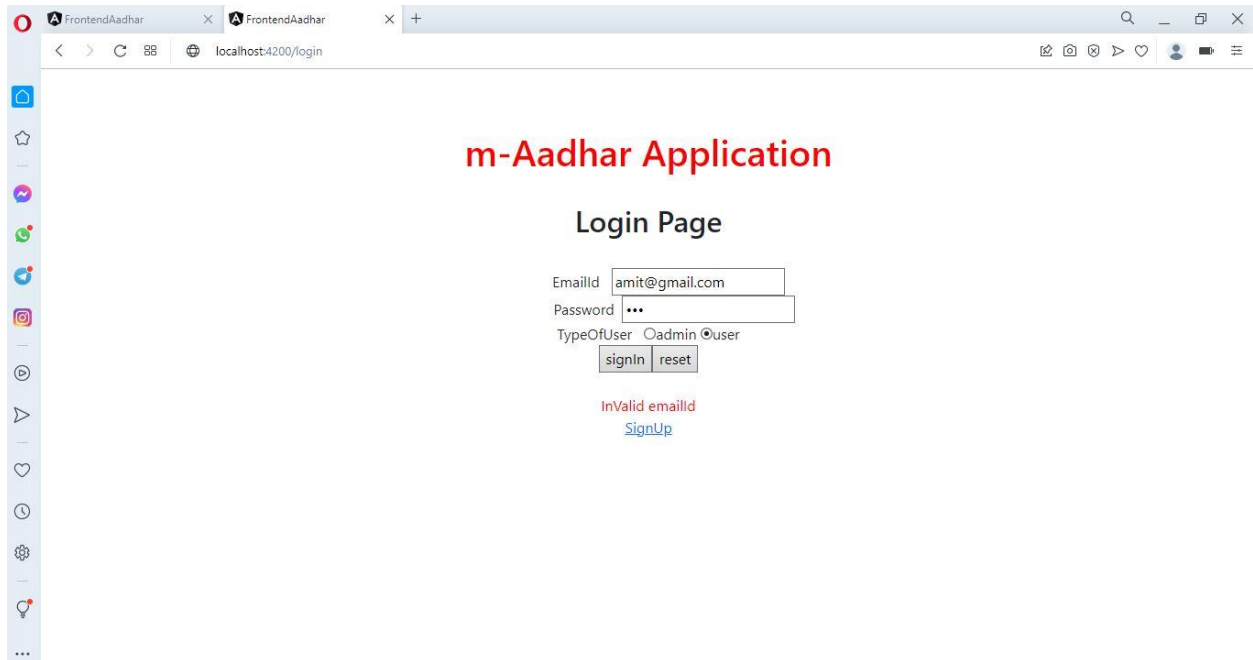 FrontendAadhar FrontendAadhar
localhost:4200/login
m-Aadhar Application
Login Page
EmailId amit@gmail.com
Password •••
TypeOfUser admin user
signIn reset
InValid emailId
SignUp